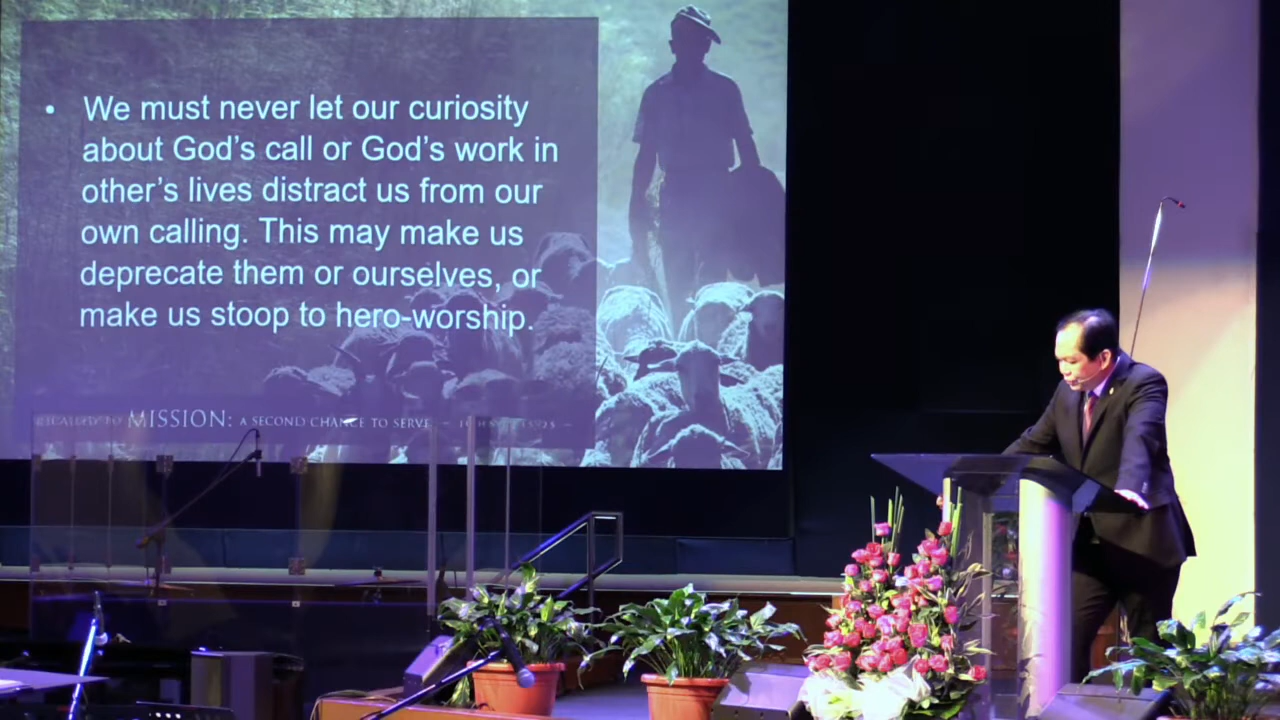 • We must never let our curiosity
about God's call or God's work in
other's lives distract us from our
own calling. This may make us
deprecate them or ourselves, or
make us stoop to hero-worship.
MISSION: A SECOND CHANCE TO SERVE